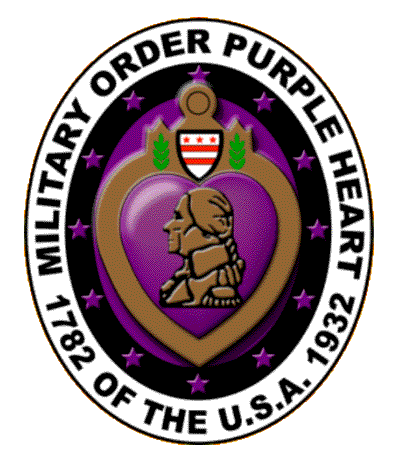 MILITARY ORDER PURPLE HEART
1782 OF THE U.S.A. 1932